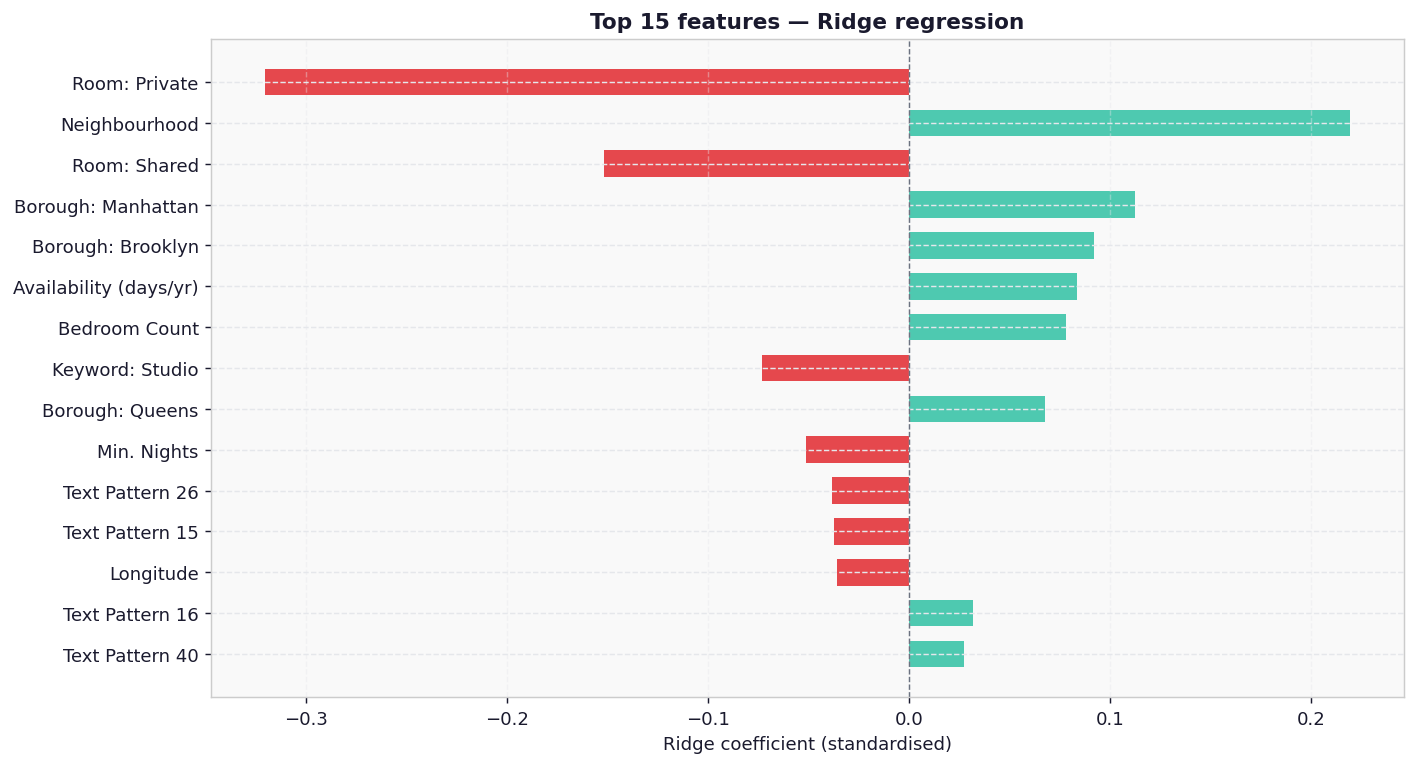 Top 15 features — Ridge regression
Room: Private
Neighbourhood
Room: Shared
Borough: Manhattan
Borough: Brooklyn
Availability (days/yr)
Bedroom Count
Keyword: Studio
Borough: Queens
Min. Nights
Text Pattern 26
Text Pattern 15
Longitude
Text Pattern 16
Text Pattern 40
−0.3 −0.2 −0.1 0.0 0.1 0.2
Ridge coefficient (standardised)